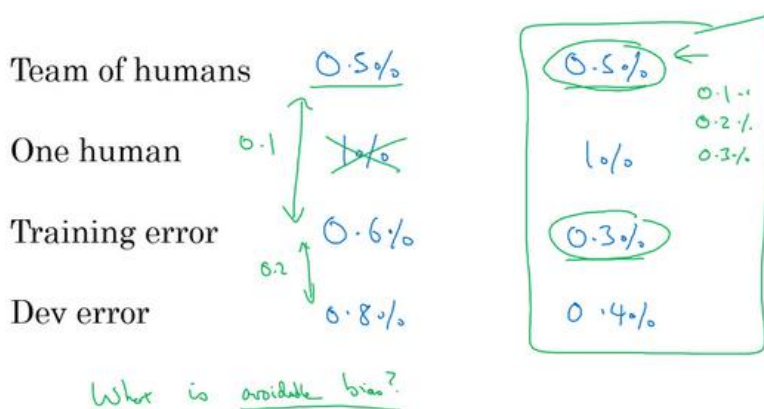 Team of humans 0.5% 0.5%
0.1
0.2%
One human 0.1 1% 1% 0.3%
Training error 0.6% 0.3%
0.2
Dev error 0.8% 0.4%
What is avoidable bias?